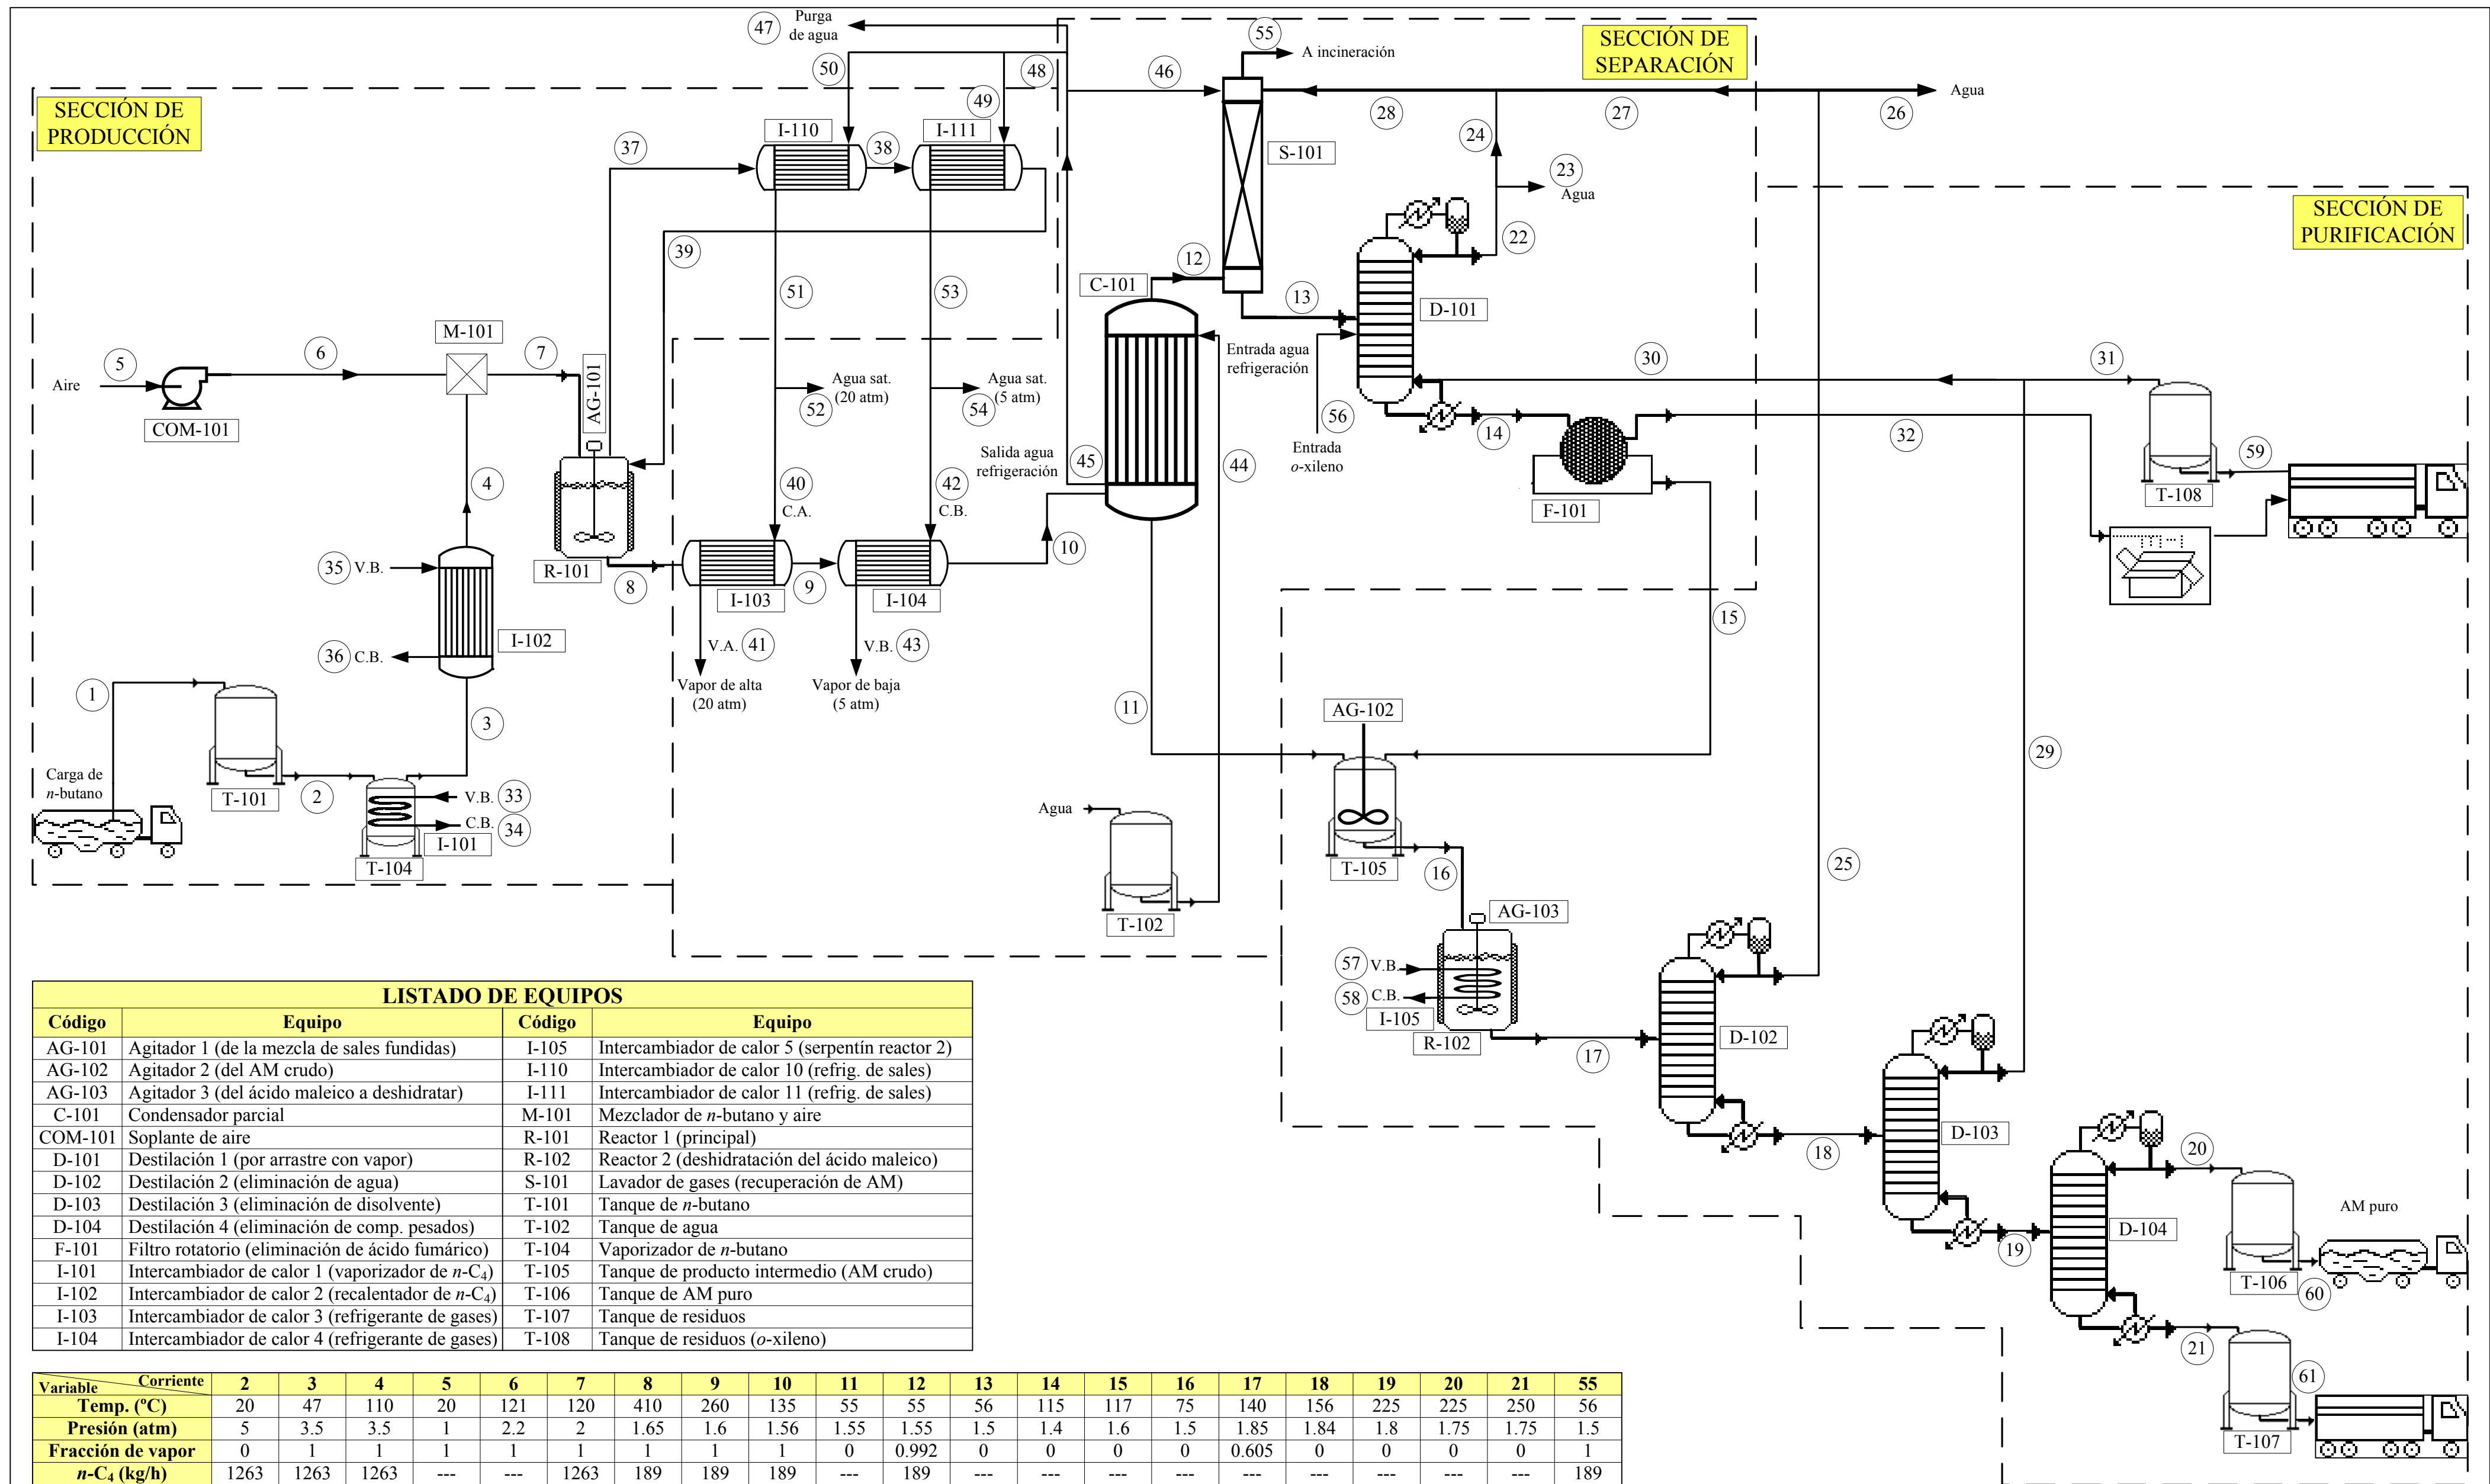 47
Purga
de agua
55
A incineración
SECCIÓN DE
SEPARACIÓN
SECCIÓN DE
PRODUCCIÓN
50
48
46
49
28
27
26
Agua
I-110
I-111
37
38
S-101
24
23
Agua
SECCIÓN DE
PURIFICACIÓN
22
39
12
C-101
51
53
13
D-101
M-101
5
6
7
Aire
COM-101
AG-101
Entrada agua
refrigeración
30
31
Agua sat.
(20 atm)
52
Agua sat.
(5 atm)
54
56
Entrada
o-xileno
14
32
Salida agua
refrigeración
45
44
59
T-108
4
40
C.A.
42
C.B.
F-101
10
35 V.B.
R-101
8
I-103
9
I-104
15
36 C.B.
I-102
V.A. 41
V.B. 43
Vapor de alta
(20 atm)
Vapor de baja
(5 atm)
1
3
11
AG-102
29
Carga de
n-butano
T-101
2
V.B. 33
C.B. 34
I-101
T-104
Agua
T-102
T-105
16
25
AG-103
57 V.B.
58 C.B.
I-105
R-102
17
D-102
18
D-103
20
19
D-104
AM puro
T-106
60
21
61
T-107
LISTADO DE EQUIPOS
Código Equipo Código Equipo
AG-101 Agitador 1 (de la mezcla de sales fundidas) I-105 Intercambiador de calor 5 (serpentín reactor 2)
AG-102 Agitador 2 (del AM crudo) I-110 Intercambiador de calor 10 (refrig. de sales)
AG-103 Agitador 3 (del ácido maleico a deshidratar) I-111 Intercambiador de calor 11 (refrig. de sales)
C-101 Condensador parcial M-101 Mezclador de n-butano y aire
COM-101 Soplante de aire R-101 Reactor 1 (principal)
D-101 Destilación 1 (por arrastre con vapor) R-102 Reactor 2 (deshidratación del ácido maleico)
D-102 Destilación 2 (eliminación de agua) S-101 Lavador de gases (recuperación de AM)
D-103 Destilación 3 (eliminación de disolvente) T-101 Tanque de n-butano
D-104 Destilación 4 (eliminación de comp. pesados) T-102 Tanque de agua
F-101 Filtro rotatorio (eliminación de ácido fumárico) T-104 Vaporizador de n-butano
I-101 Intercambiador de calor 1 (vaporizador de n-C4) T-105 Tanque de producto intermedio (AM crudo)
I-102 Intercambiador de calor 2 (recalentador de n-C4) T-106 Tanque de AM puro
I-103 Intercambiador de calor 3 (refrigerante de gases) T-107 Tanque de residuos
I-104 Intercambiador de calor 4 (refrigerante de gases) T-108 Tanque de residuos (o-xileno)
Variable Corriente 2 3 4 5 6 7 8 9 10 11 12 13 14 15 16 17 18 19 20 21 55
Temp. (ºC) 20 47 110 20 121 120 410 260 135 55 55 56 115 117 75 140 156 225 225 250 56
Presión (atm) 5 3.5 3.5 1 2.2 2 1.65 1.6 1.56 1.55 1.55 1.5 1.4 1.6 1.5 1.85 1.84 1.8 1.75 1.75 1.5
Fracción de vapor 0 1 1 1 1 1 1 1 1 0 0.992 0 0 0 0 0.605 0 0 0 0 1
n-C4 (kg/h) 1263 1263 1263 --- --- 1263 189 189 189 --- 189 --- --- --- --- --- --- --- --- --- 189